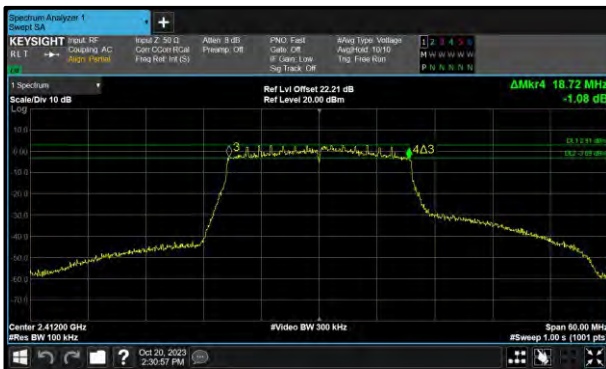 Spectrum Analyzer 1
Swept SA
+
KEYSIGHT Input: RF Input Z: 50 Ω Atten: 8 dB PNO: Fast #Avg Type: Voltage 1 2 3 4 5 6
RLT Coupling: AC Corr CCorr RCal Preamp: Off Gate: Off Avg|Hold: 10/10 M W W W W W
Align: Partial Freq Ref: Int (S) IF Gain: Low Trig: Free Run P N N N N N
Sig Track: Off
1 Spectrum
Ref Lvl Offset 22.21 dB ΔMkr4 18.72 MHz
Scale/Div 10 dB Ref Level 20.00 dBm -1.08 dB
Log
10.0
0.00
3
4Δ3
-10.0
-20.0
-30.0
-40.0
-50.0
-60.0
-70.0
Center 2.41200 GHz #Video BW 300 kHz Span 60.00 MHz
#Res BW 100 kHz #Sweep 1.00 s (1001 pts)
? Oct 20, 2023
2:30:57 PM